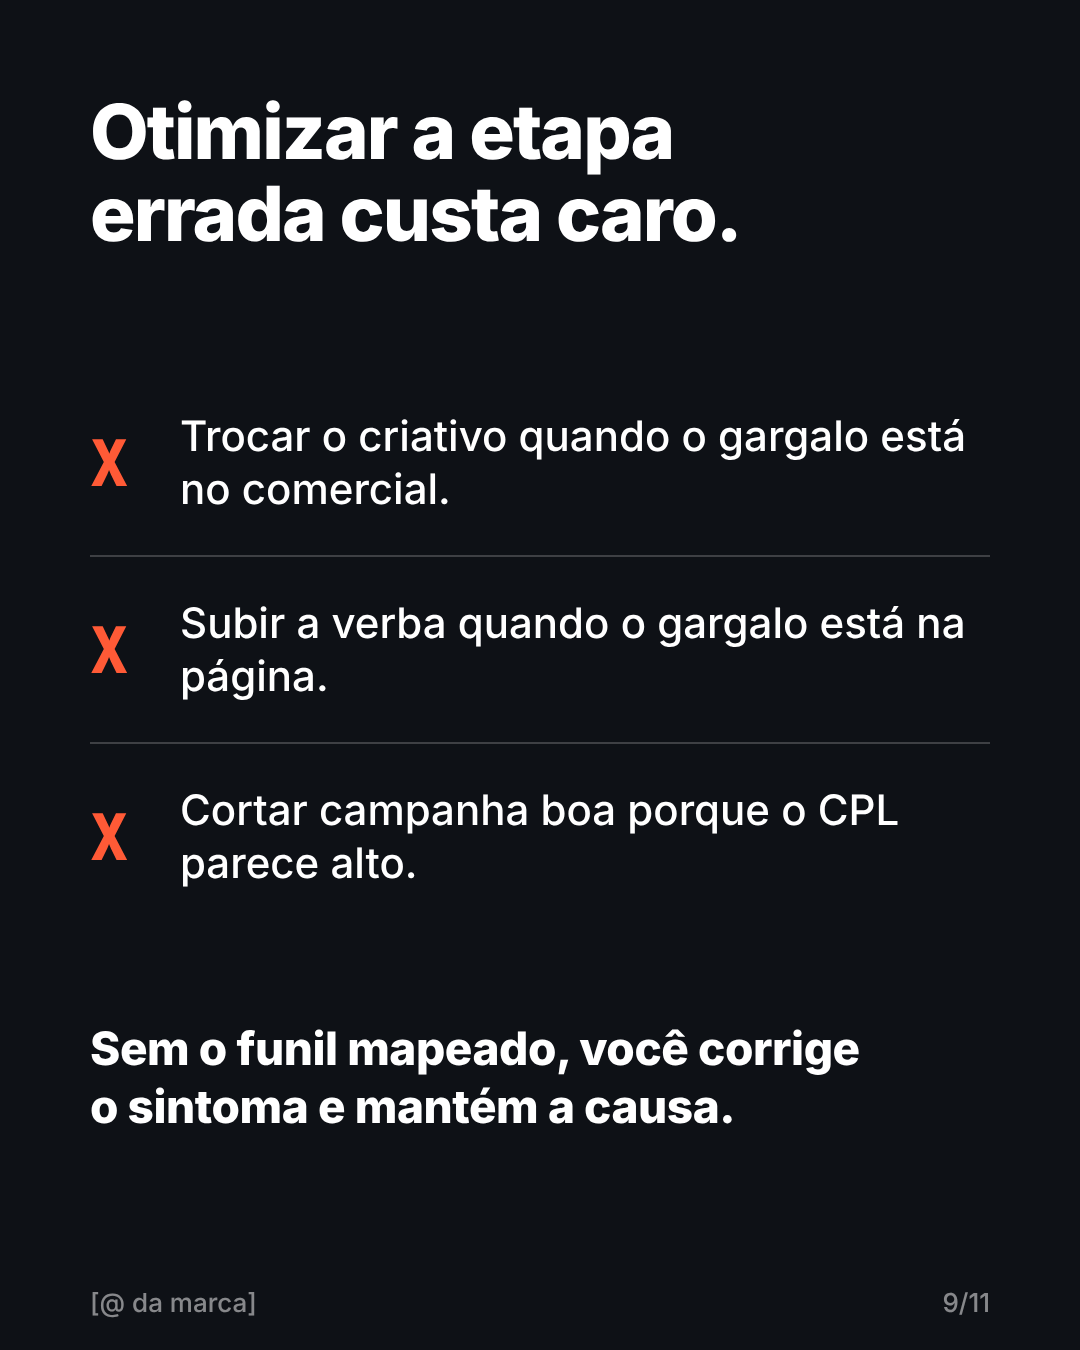 Otimizar a etapa
errada custa caro.
X Trocar o criativo quando o gargalo está
no comercial.
X Subir a verba quando o gargalo está na
página.
X Cortar campanha boa porque o CPL
parece alto.
Sem o funil mapeado, você corrige
o sintoma e mantém a causa.
[@ da marca] 9/11